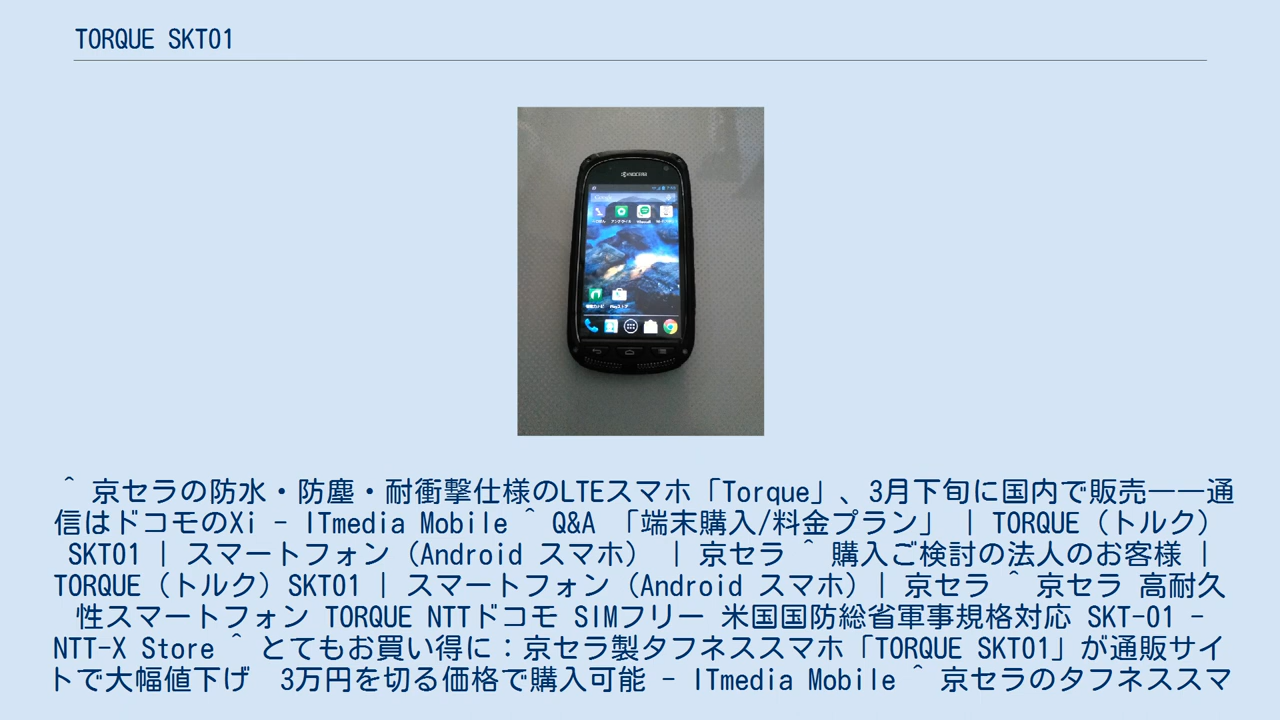 TORQUE SKT01
KYOCERA
^ 京セラの防水・防塵・耐衝撃仕様のLTEスマホ「Torque」、3月下旬に国内で販売――通
信はドコモのXi - ITmedia Mobile ^ Q&A 「端末購入/料金プラン」 | TORQUE（トルク）
SKT01 | スマートフォン（Android スマホ） | 京セラ ^ 購入ご検討の法人のお客様 |
TORQUE（トルク）SKT01 | スマートフォン（Android スマホ）| 京セラ ^ 京セラ 高耐久
性スマートフォン TORQUE NTTドコモ SIMフリー 米国国防総省軍事規格対応 SKT-01 -
NTT-X Store ^ とてもお買い得に：京セラ製タフネススマホ「TORQUE SKT01」が通販サイ
トで大幅値下げ　3万円を切る価格で購入可能 - ITmedia Mobile ^ 京セラのタフネススマ